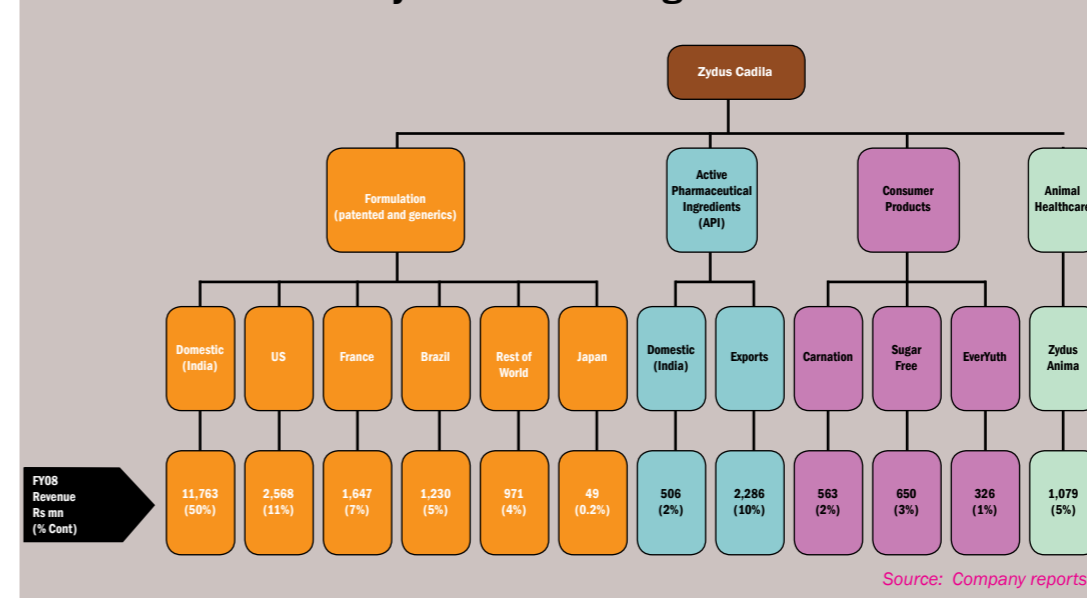 Zydus Cadila
Formulation
(patented and generics)
Active
Pharmaceutical
Ingredients
(API)
Consumer
Products
Animal
Healthcare
Domestic
(India)
US
France
Brazil
Rest of
World
Japan
Domestic
(India)
Exports
Carnation
Sugar
Free
EverYuth
Zydus
Anima
FY08
Revenue
Rs mn
(% Cont)
11,763
(50%)
2,568
(11%)
1,647
(7%)
1,230
(5%)
971
(4%)
49
(0.2%)
506
(2%)
2,286
(10%)
563
(2%)
650
(3%)
326
(1%)
1,079
(5%)
Source: Company reports